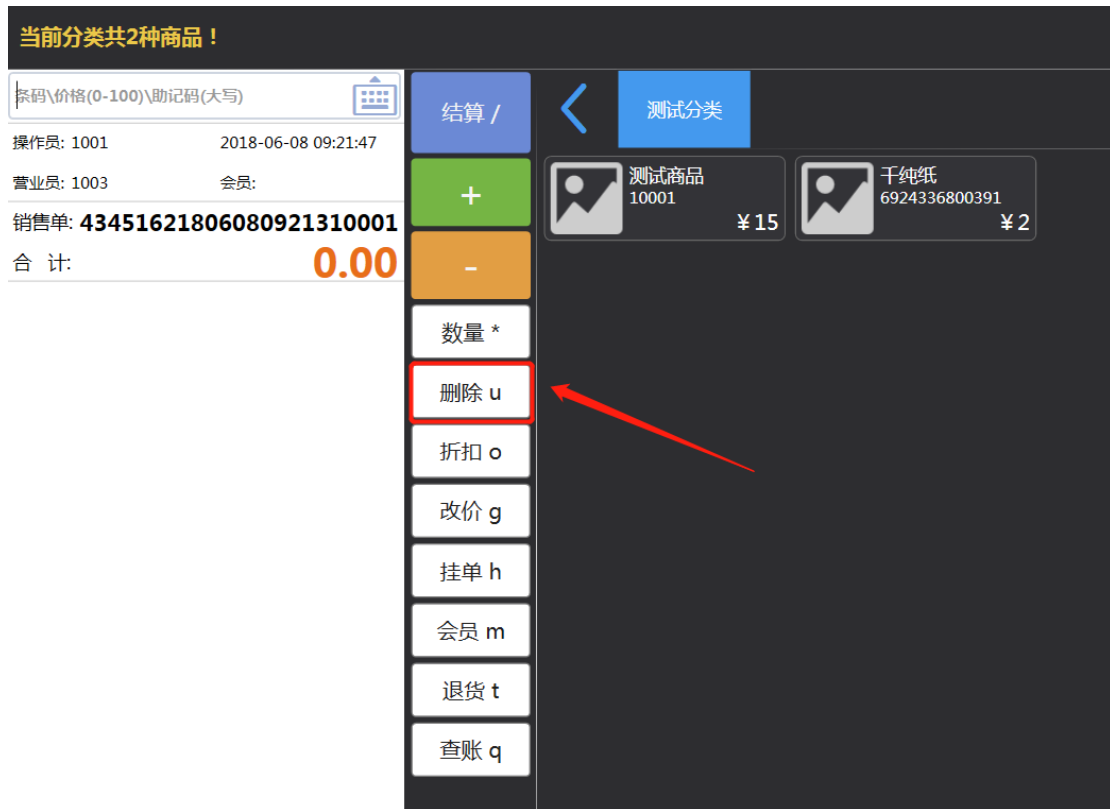 当前分类共2种商品！
条码\价格(0-100)\助记码(大写)
操作员: 1001 2018-06-08 09:21:47
营业员: 1003 会员:
销售单: 434516218060809213100​01
合 计: 0.00
结算 /
+
-
数量 *
删除 u
折扣 o
改价 g
挂单 h
会员 m
退货 t
查账 q
测试分类
测试商品
10001
¥15
千纯纸
6924336800391
¥2